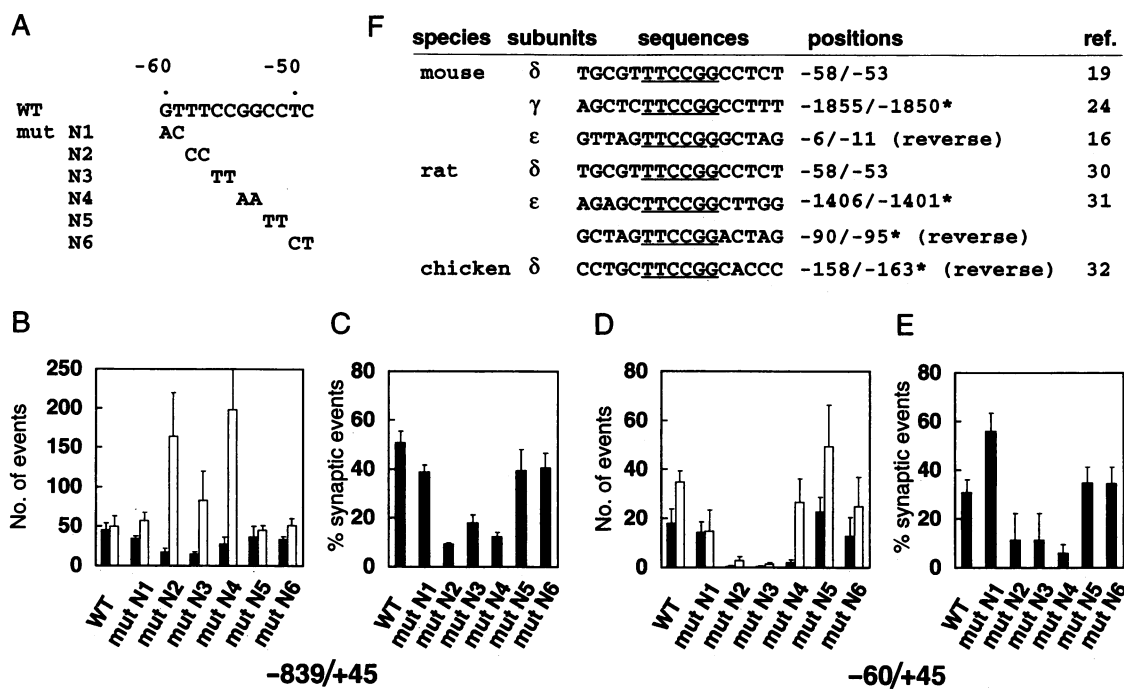 A
-60 -50
WT GTTTCCGGCCTC
mut N1 AC
N2 CC
N3 TT
N4 AA
N5 TT
N6 CT
F
species subunits sequences positions ref.
mouse δ TGCGTTTCCGGCCTCT -58/-53 19
γ AGCTCTTCCGGCCTTT -1855/-1850* 24
ε GTTAGTTCCGGGCTAG -6/-11 (reverse) 16
rat δ TGCGTTTCCGGCCTCT -58/-53 30
ε AGAGCTTCCGGCTTGG -1406/-1401* 31
GCTAGTTCCGGACTAG -90/-95* (reverse)
chicken δ CCTGCTTCCGGCACCC -158/-163* (reverse) 32
B
No. of events
250
200
150
100
50
0
WT mut N1 mut N2 mut N3 mut N4 mut N5 mut N6
C
% synaptic events
80
60
40
20
0
WT mut N1 mut N2 mut N3 mut N4 mut N5 mut N6
-839/+45
D
No. of events
80
60
40
20
0
WT mut N1 mut N2 mut N3 mut N4 mut N5 mut N6
E
% synaptic events
80
60
40
20
0
WT mut N1 mut N2 mut N3 mut N4 mut N5 mut N6
-60/+45